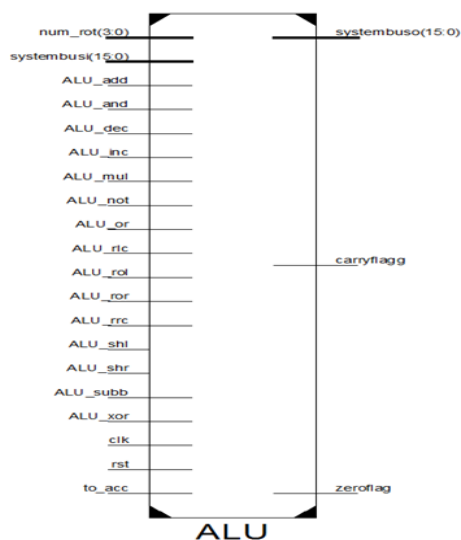 num_rot(3:0)
systembuso(15:0)
systembusi(15:0)
ALU_add
ALU_and
ALU_dec
ALU_inc
ALU_mul
ALU_not
ALU_or
ALU_rlc
carryflagg
ALU_rol
ALU_ror
ALU_rrc
ALU_shl
ALU_shr
ALU_subb
ALU_xor
clk
rst
to_acc
zeroflag
ALU